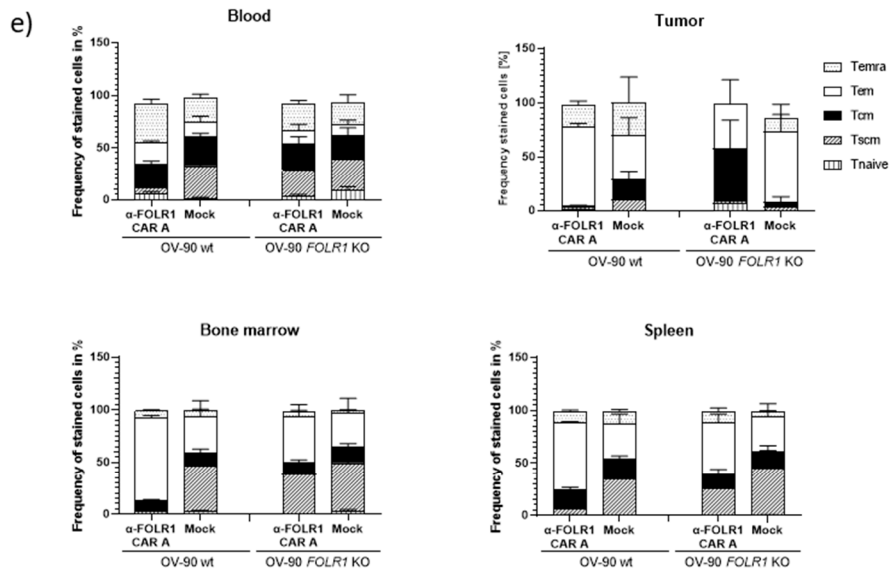 e)
Blood
Frequency of stained cells in %
150
100
50
0
α-FOLR1 CAR A
Mock
α-FOLR1 CAR A
Mock
OV-90 wt
OV-90 FOLR1 KO
Tumor
Frequency stained cells [%]
150
100
50
0
α-FOLR1 CAR A
Mock
α-FOLR1 CAR A
Mock
OV-90 wt
OV-90 FOLR1 KO
Temra
Tem
Tcm
Tscm
Tnaive
Bone marrow
Frequency of stained cells in %
150
100
50
0
α-FOLR1 CAR A
Mock
α-FOLR1 CAR A
Mock
OV-90 wt
OV-90 FOLR1 KO
Spleen
Frequency of stained cells in %
150
100
50
0
α-FOLR1 CAR A
Mock
α-FOLR1 CAR A
Mock
OV-90 wt
OV-90 FOLR1 KO